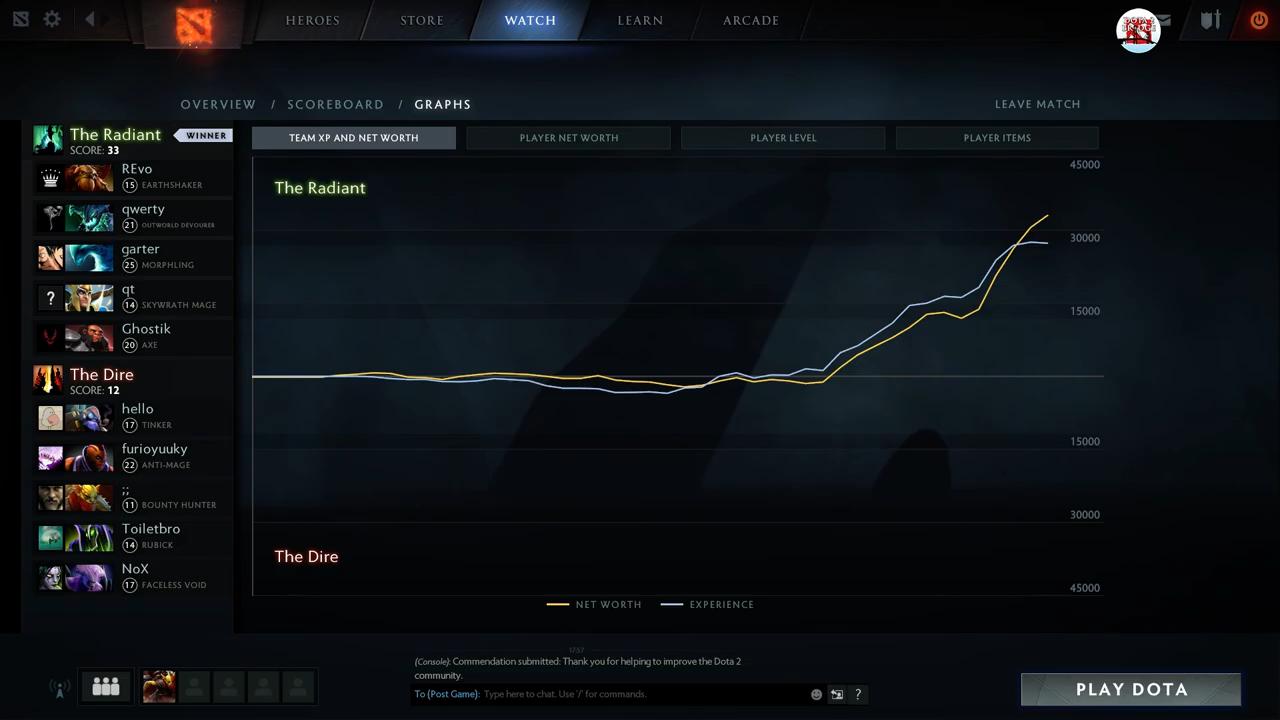 HEROES
STORE
WATCH
LEARN
ARCADE
OVERVIEW / SCOREBOARD / GRAPHS
LEAVE MATCH
The Radiant
WINNER
SCORE: 33
REvo
15 EARTHSHAKER
qwerty
21 OUTWORLD DEVOURER
garter
25 MORPHLING
?
qt
14 SKYWRATH MAGE
Ghostik
20 AXE
The Dire
SCORE: 12
hello
17 TINKER
furioyuuky
22 ANTI-MAGE
;;
11 BOUNTY HUNTER
Toiletbro
14 RUBICK
NoX
17 FACELESS VOID
TEAM XP AND NET WORTH
PLAYER NET WORTH
PLAYER LEVEL
PLAYER ITEMS
The Radiant
45000
30000
15000
15000
30000
The Dire
45000
NET WORTH
EXPERIENCE
17:57
(Console): Commendation submitted: Thank you for helping to improve the Dota 2
community.
To (Post Game): Type here to chat. Use '/' for commands.
?
PLAY DOTA